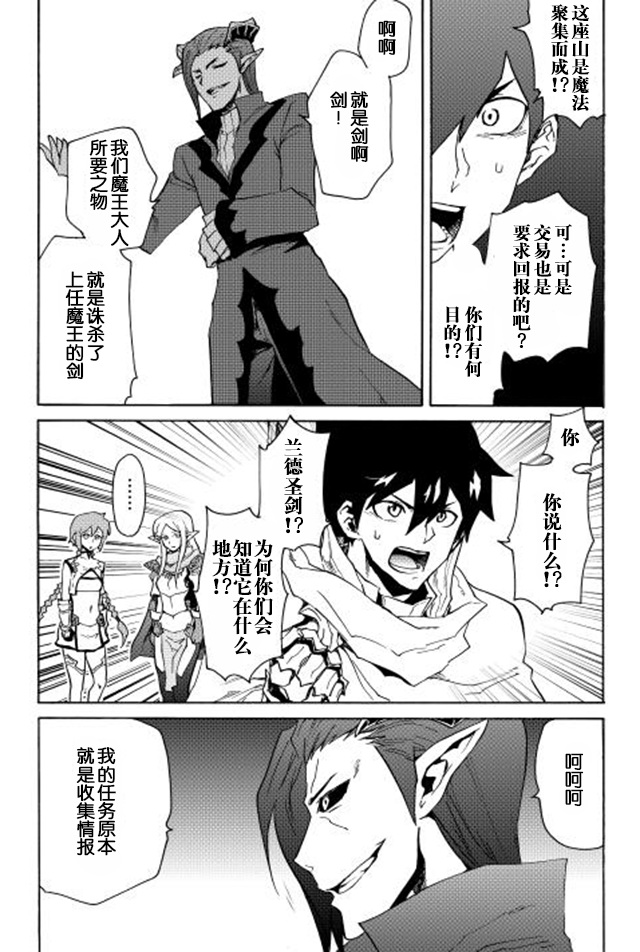 这座山是魔法
聚集而成!?
可…可是
交易也是
要求回报的吧?
你们有何
目的!?
啊
啊
就是剑啊
剑!
我们魔王大人
所要之物
就是诛杀了
上任魔王的剑
你
你说什么!?
兰德圣剑!?
为何你们会
知道它在什么
地方!?
……
呵呵呵
我的任务原本
就是收集情报